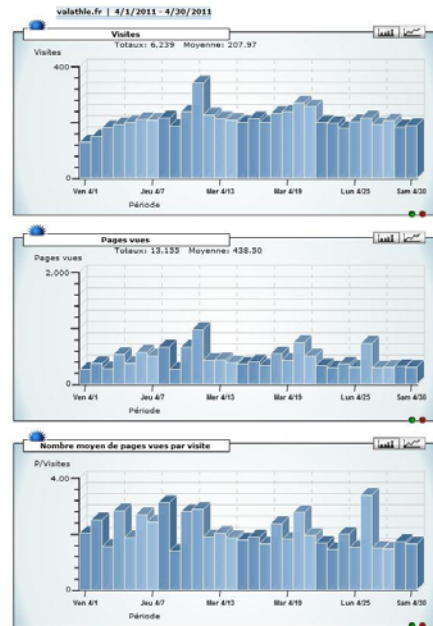 valathle.fr | 4/1/2011 - 4/30/2011
Visites
Totaux: 6.239 Moyenne: 207.97
Visites
400
0
Ven 4/1 Jeu 4/7 Mer 4/13 Mar 4/19 Lun 4/25 Sam 4/30
Période
Pages vues
Totaux: 13.155 Moyenne: 438.50
Pages vues
2,000
0
Ven 4/1 Jeu 4/7 Mer 4/13 Mar 4/19 Lun 4/25 Sam 4/30
Période
Nombre moyen de pages vues par visite
P/Visites
4.00
0
Ven 4/1 Jeu 4/7 Mer 4/13 Mar 4/19 Lun 4/25 Sam 4/30
Période